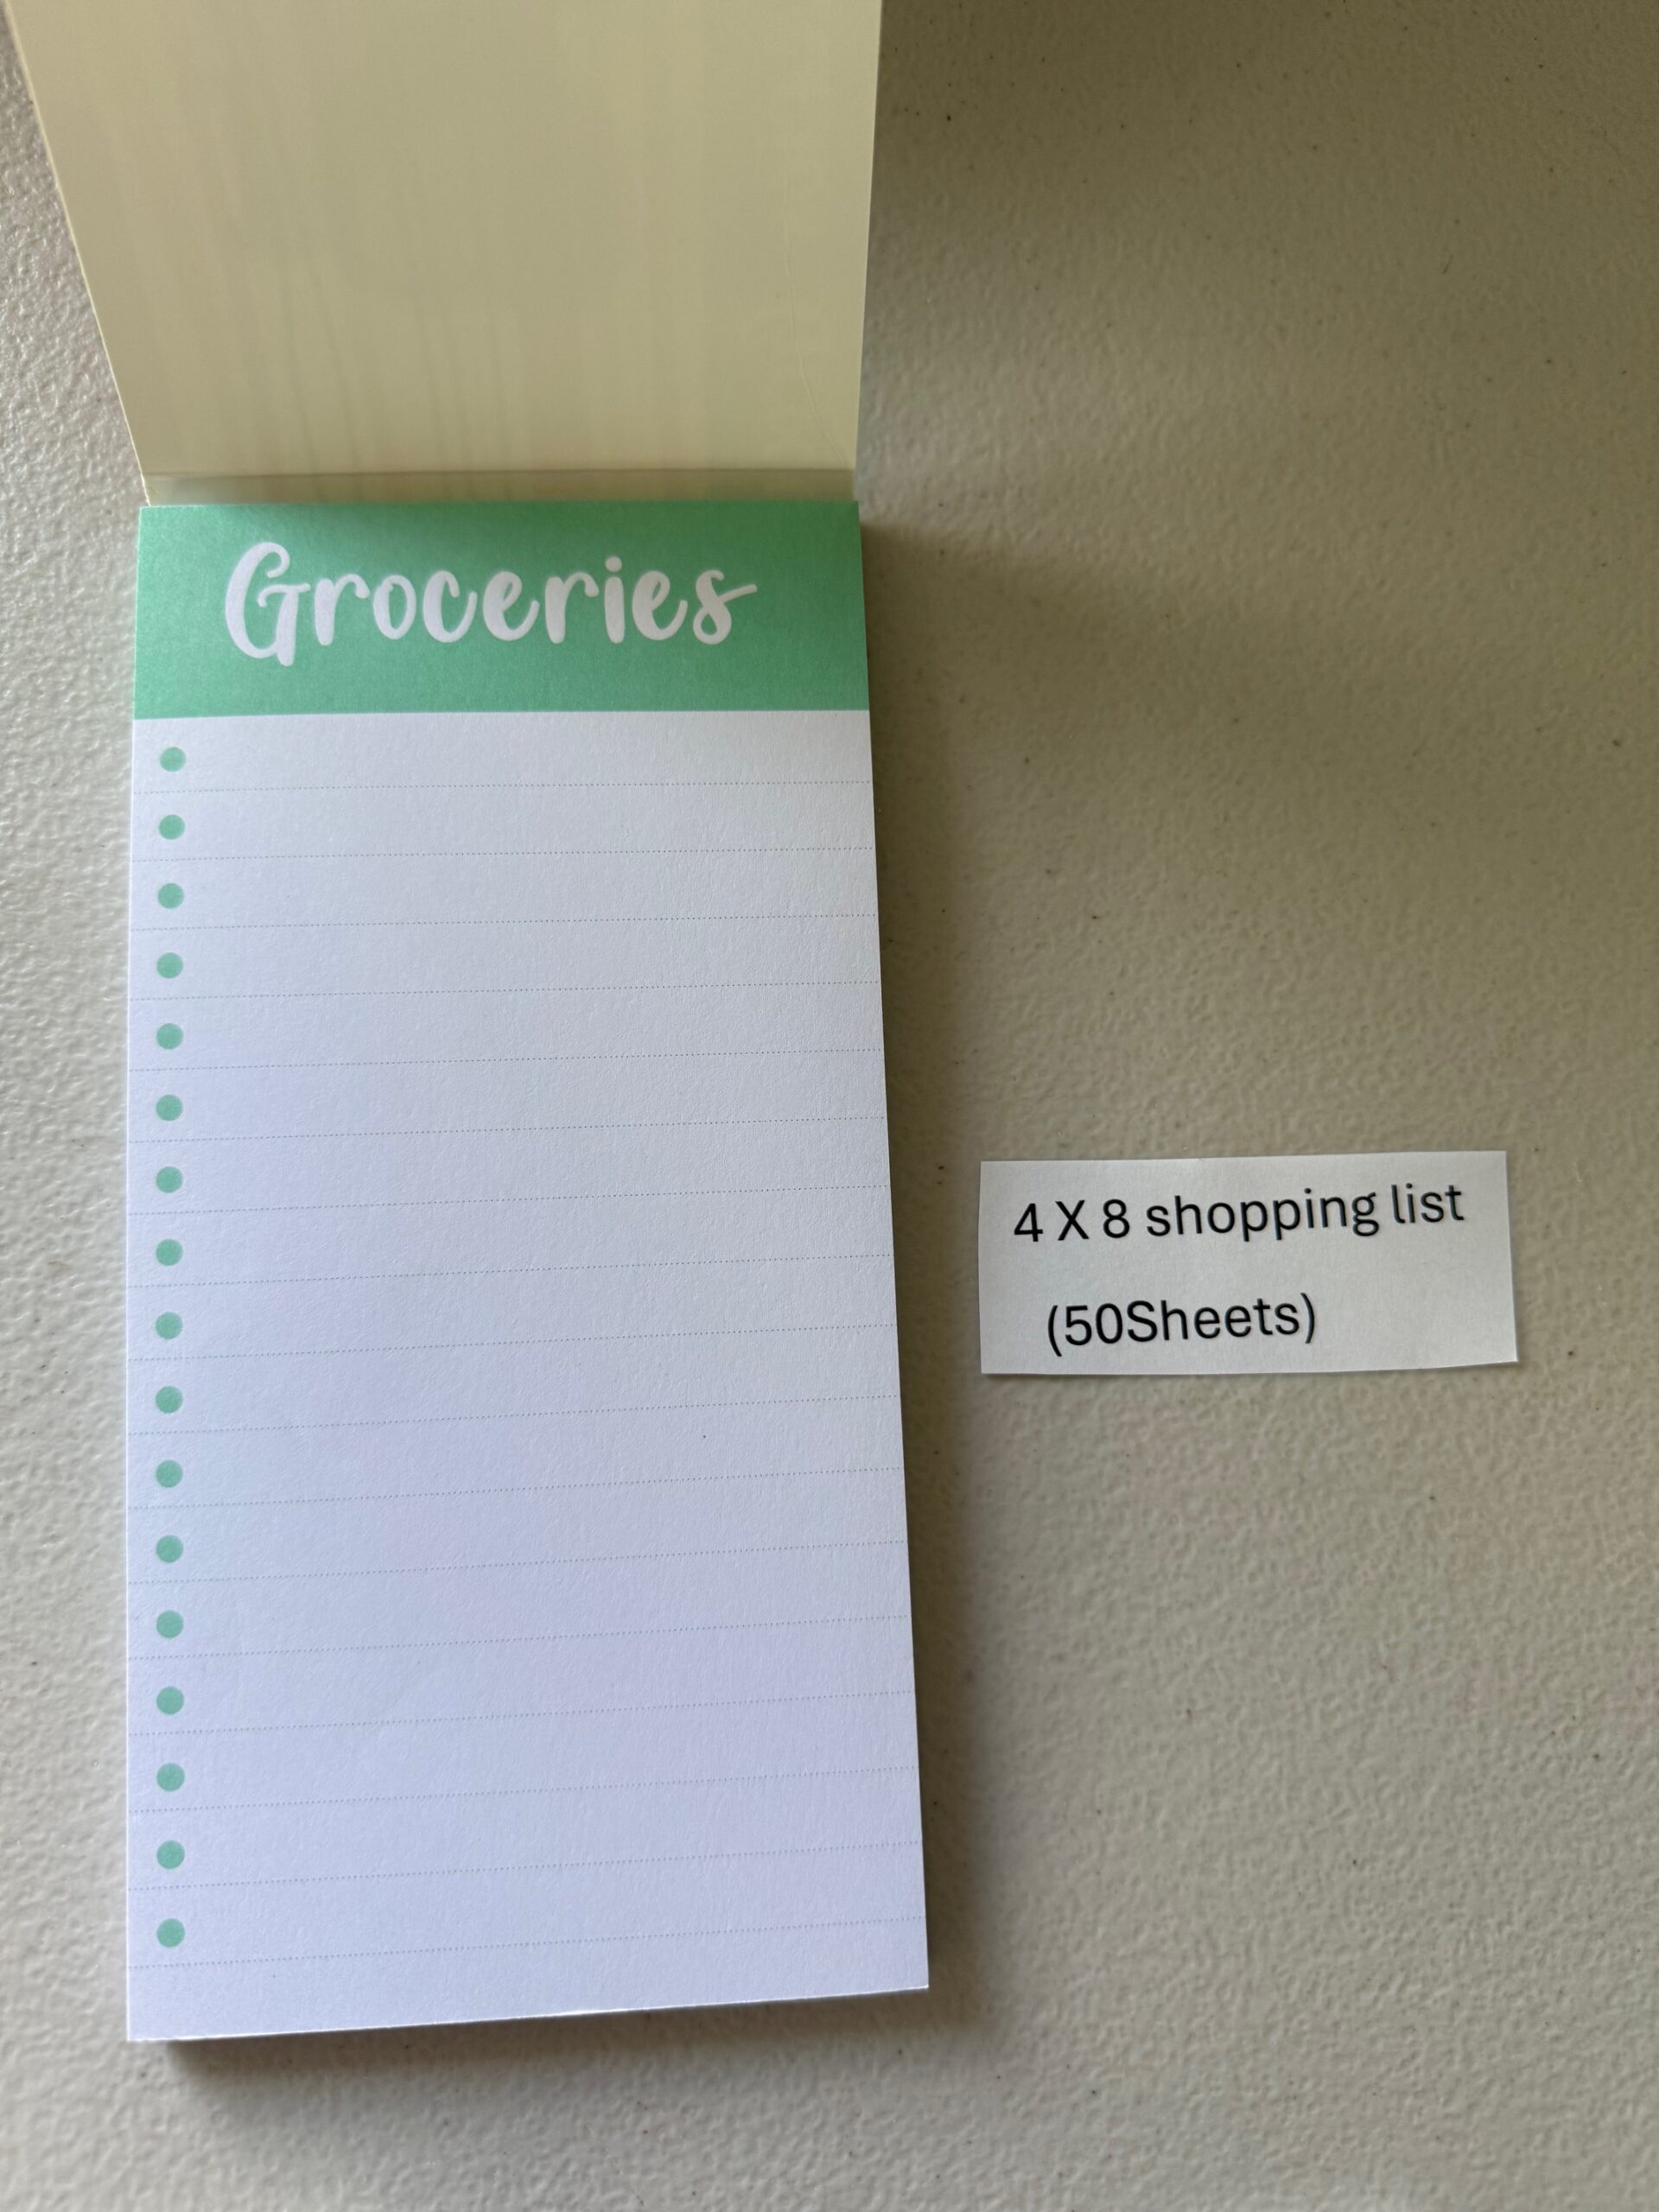 Groceries
4 X 8 shopping list
(50Sheets)